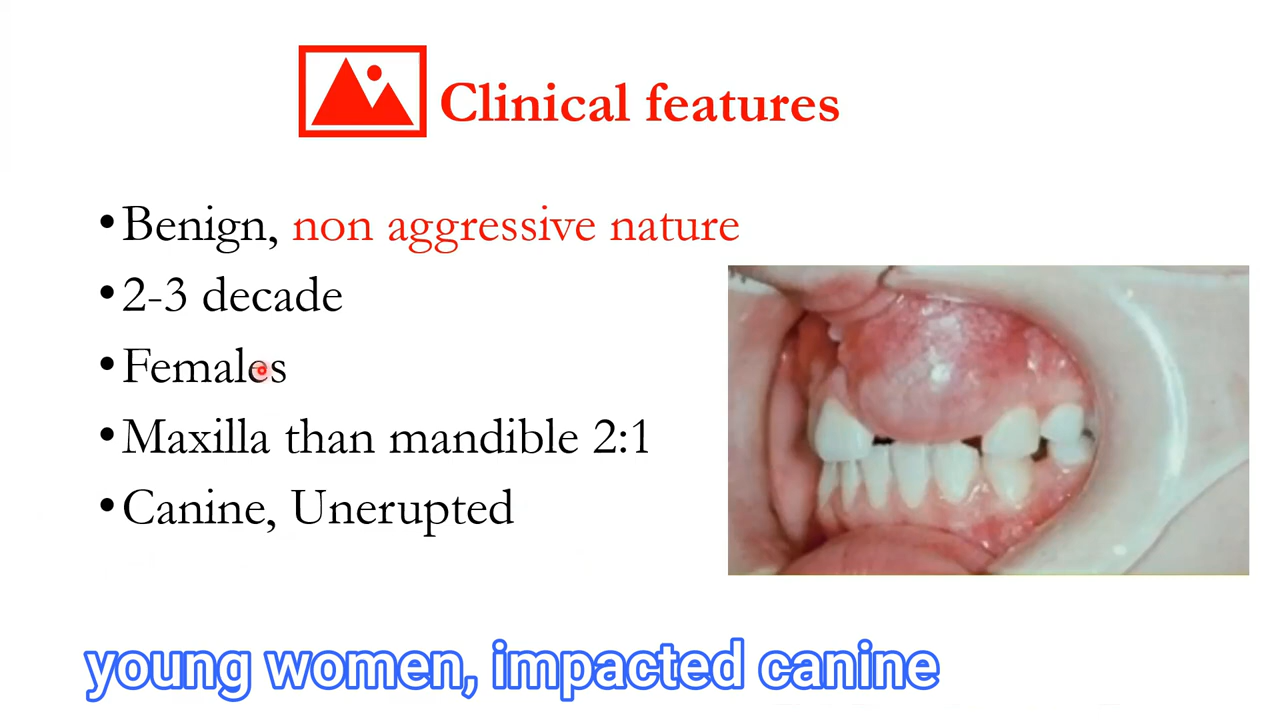 Clinical features
• Benign, non aggressive nature
• 2-3 decade
• Females
• Maxilla than mandible 2:1
• Canine, Unerupted
young women, impacted canine